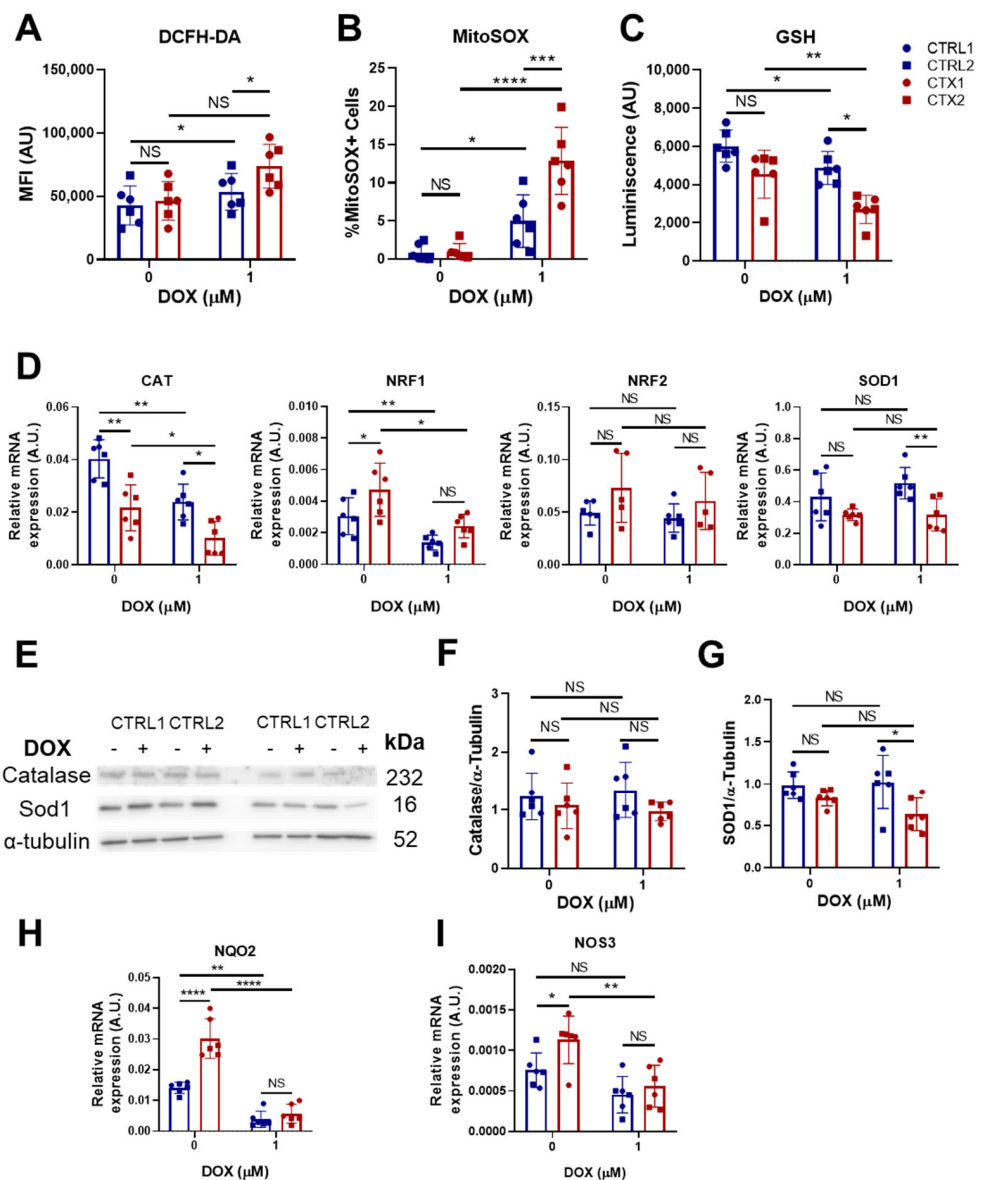 A
DCFH-DA
MFI (AU)
150,000
100,000
50,000
0
*
NS
*
NS
0
1
DOX (μM)
B
MitoSOX
%MitoSOX+ Cells
25
20
15
10
5
0
***
****
*
NS
0
1
DOX (μM)
C
GSH
Luminiscence (AU)
10,000
8,000
6,000
4,000
2,000
0
**
*
NS
*
0
1
DOX (μM)
CTRL1
CTRL2
CTX1
CTX2
D
CAT
Relative mRNA
expression (A.U.)
0.06
0.04
0.02
0.00
**
**
*
*
0
1
DOX (μM)
NRF1
Relative mRNA
expression (A.U.)
0.010
0.008
0.006
0.004
0.002
0.000
**
*
*
NS
0
1
DOX (μM)
NRF2
Relative mRNA
expression (A.U.)
0.15
0.10
0.05
0.00
NS
NS
NS
NS
0
1
DOX (μM)
SOD1
Relative mRNA
expression (A.U.)
1.0
0.8
0.6
0.4
0.2
0.0
NS
NS
NS
**
0
1
DOX (μM)
E
CTRL1 CTRL2 CTRL1 CTRL2
DOX - + - + - + - + kDa
Catalase 232
Sod1 16
α-tubulin 52
F
Catalase/α-Tubulin
3
2
1
0
NS
NS
NS
NS
0
1
DOX (μM)
G
SOD1/α-Tubulin
2.0
1.5
1.0
0.5
0.0
NS
NS
NS
*
0
1
DOX (μM)
H
NQO2
Relative mRNA
expression (A.U.)
0.05
0.04
0.03
0.02
0.01
0.00
**
****
****
NS
0
1
DOX (μM)
I
NOS3
Relative mRNA
expression (A.U.)
0.0020
0.0015
0.0010
0.0005
0.0000
NS
**
*
NS
0
1
DOX (μM)